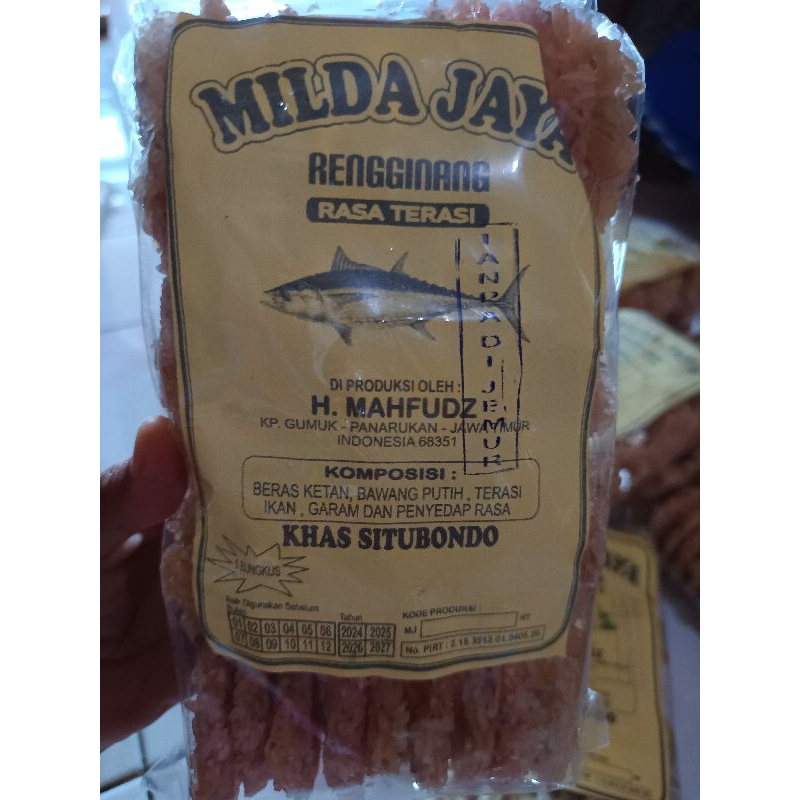 MILDA JAYA
RENGGINANG
RASA TERASI
TANPA DI JEMUR
DI PRODUKSI OLEH :
H. MAHFUDZ
KP. GUMUK - PANARUKAN - JAWA TIMUR
INDONESIA 68351
KOMPOSISI :
BERAS KETAN, BAWANG PUTIH , TERASI
IKAN , GARAM DAN PENYEDAP RASA
KHAS SITUBONDO
1 BUNGKUS
Baik Digunakan Sebelum
Bulan Tahun
01 02 03 04 05 06 2024 2025
07 08 09 10 11 12 2026 2027
KODE PRODUKSI :
MJ RT
No. PIRT :